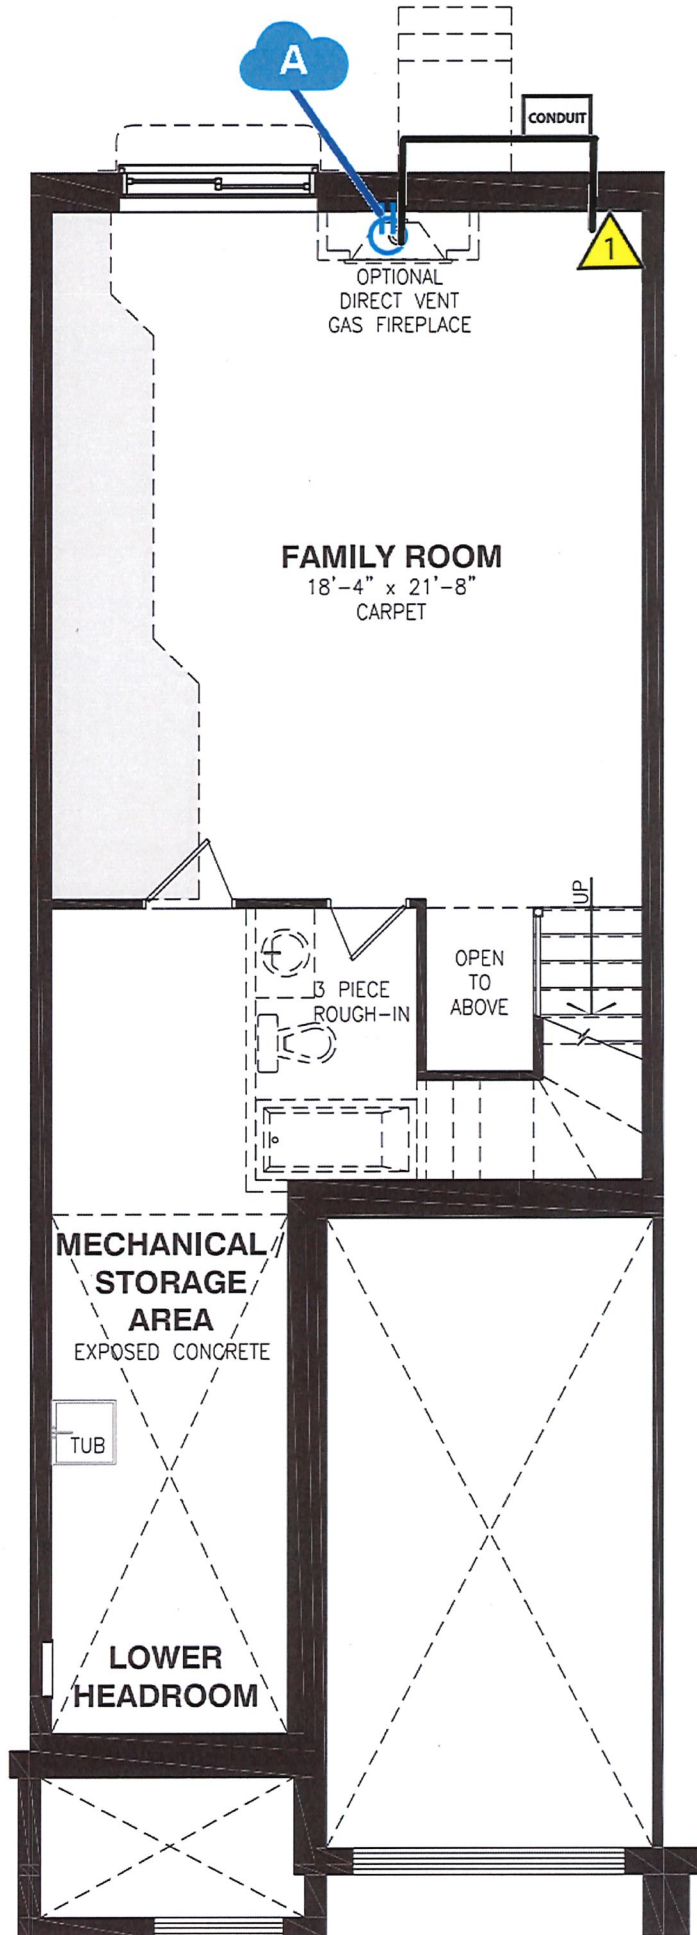 A
CONDUIT
1
OPTIONAL
DIRECT VENT
GAS FIREPLACE
FAMILY ROOM
18'-4" x 21'-8"
CARPET
UP
OPEN
TO
ABOVE
3 PIECE
ROUGH-IN
MECHANICAL/
STORAGE
AREA
EXPOSED CONCRETE
TUB
LOWER
HEADROOM